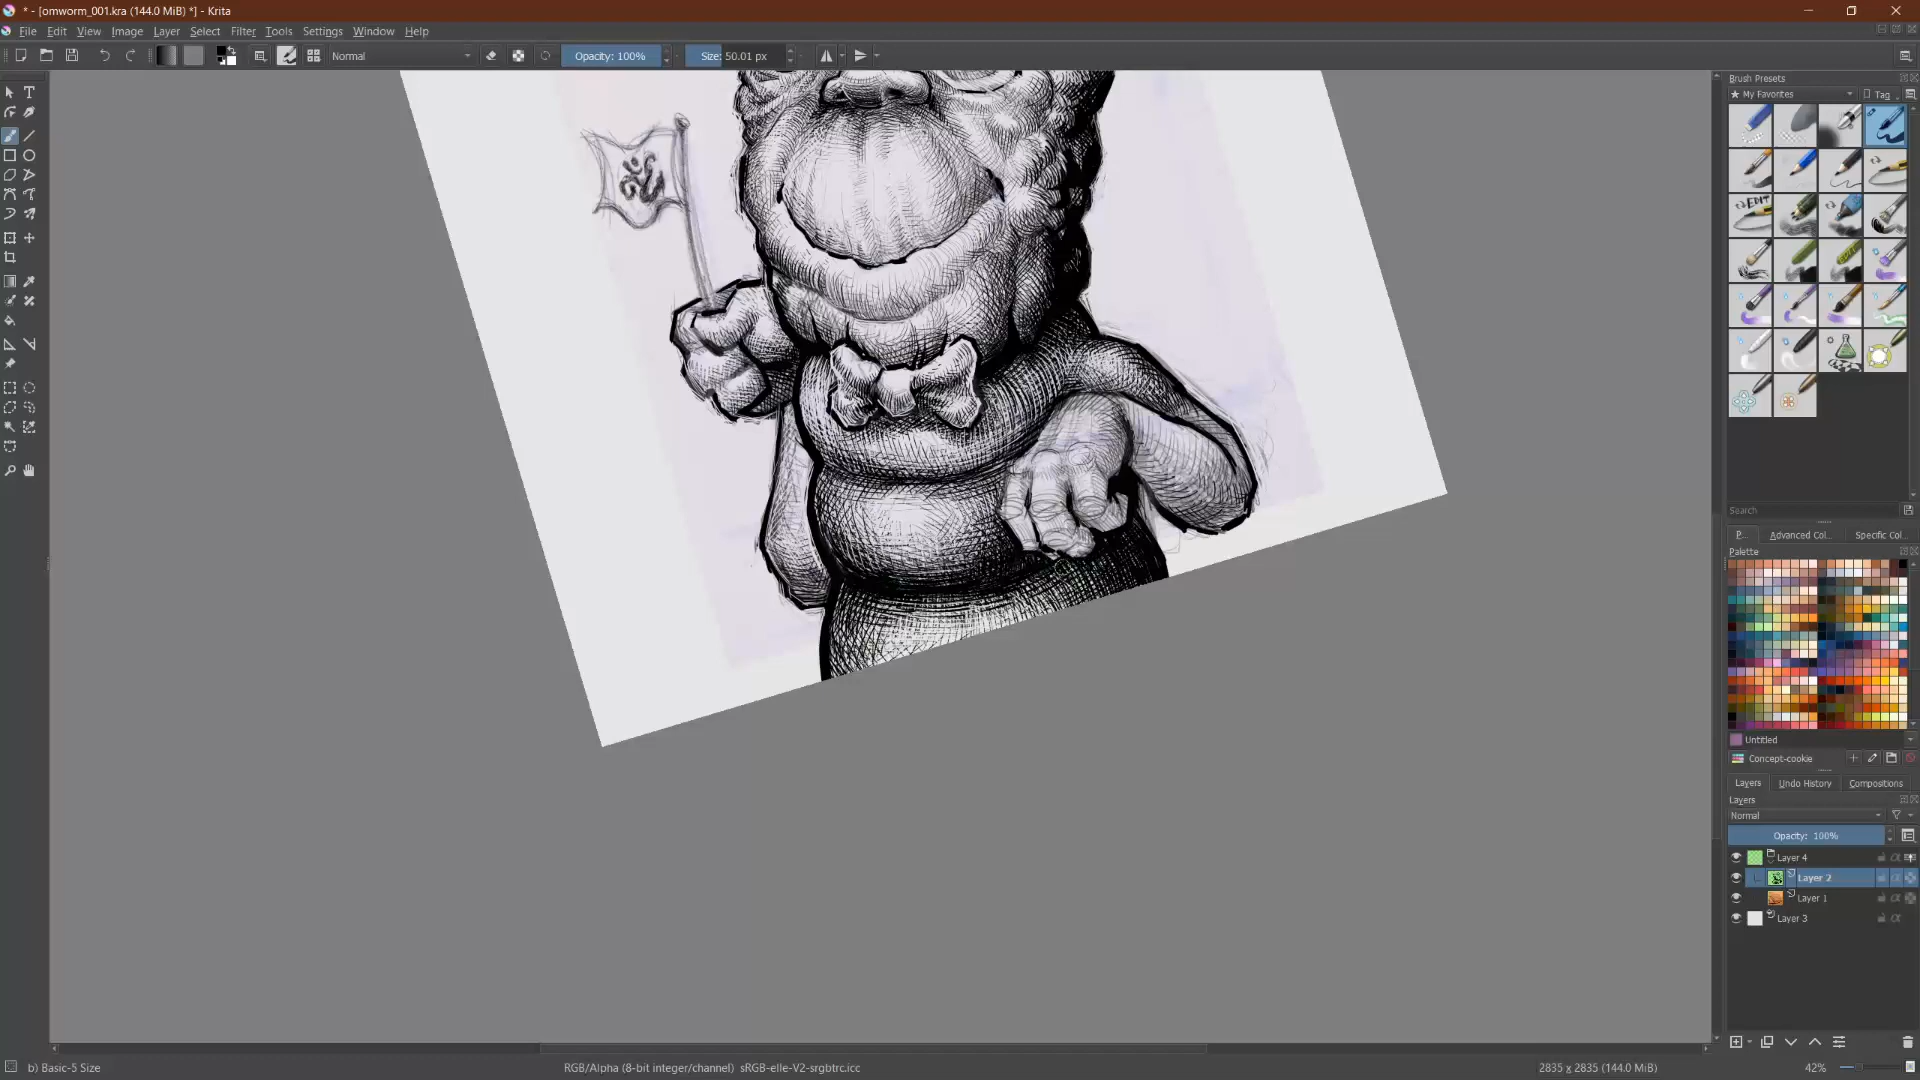 * - [omworm_001.kra (144.0 MiB) *] - Krita
File Edit View Image Layer Select Filter Tools Settings Window Help
Normal
Opacity: 100%
Size: 50.01 px
Brush Presets
My Favorites
Tag
EDIT
Search
P...
Advanced Col...
Specific Col...
Palette
Untitled
Concept-cookie
Layers
Undo History
Compositions
Layers
Normal
Opacity: 100%
Layer 4
Layer 2
Layer 1
Layer 3
b) Basic-5 Size
RGB/Alpha (8-bit integer/channel) sRGB-elle-V2-srgbtrc.icc
2835 x 2835 (144.0 MiB)
42%